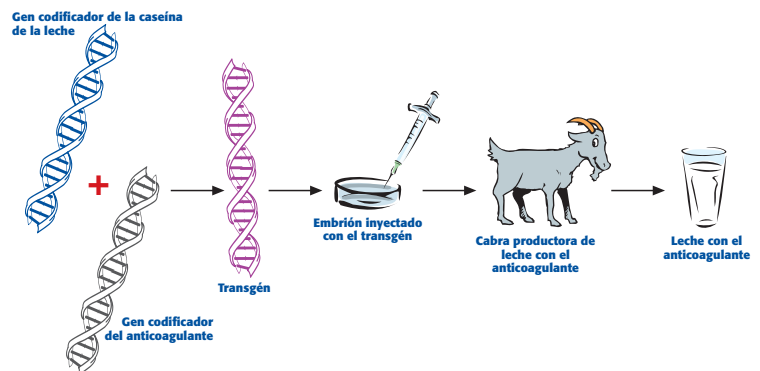 Gen codificador de la caseína
de la leche
+
Gen codificador
del anticoagulante
Transgén
Embrión inyectado
con el transgén
Cabra productora de
leche con el
anticoagulante
Leche con el
anticoagulante